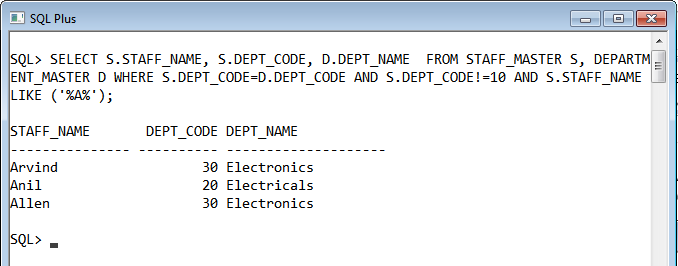 SQL Plus
SQL> SELECT S.STAFF_NAME, S.DEPT_CODE, D.DEPT_NAME  FROM STAFF_MASTER S, DEPARTM
ENT_MASTER D WHERE S.DEPT_CODE=D.DEPT_CODE AND S.DEPT_CODE!=10 AND S.STAFF_NAME
LIKE ('%A%');
STAFF_NAME       DEPT_CODE DEPT_NAME
--------------- ---------- --------------------
Arvind                  30 Electronics
Anil                    20 Electricals
Allen                   30 Electronics
SQL>